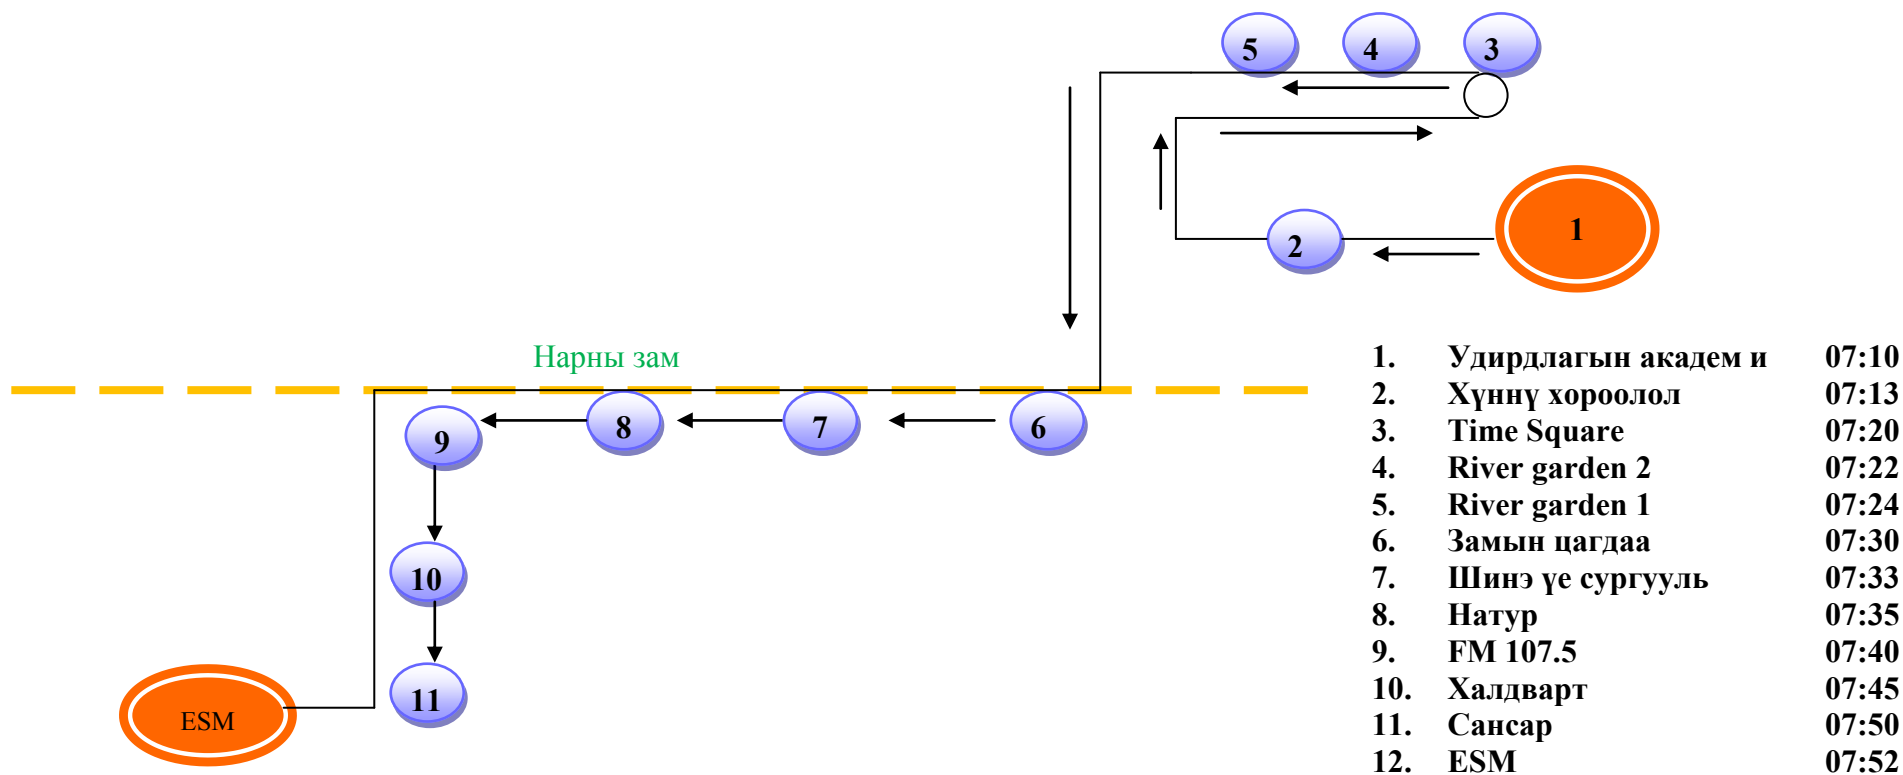 5 4 3
1
2
Нарны зам
9 8 7 6
10
11
ESM
1. Удирдлагын академ и 07:10
2. Хүннү хороолол 07:13
3. Time Square 07:20
4. River garden 2 07:22
5. River garden 1 07:24
6. Замын цагдаа 07:30
7. Шинэ үе сургууль 07:33
8. Натур 07:35
9. FM 107.5 07:40
10. Халдварт 07:45
11. Сансар 07:50
12. ESM 07:52